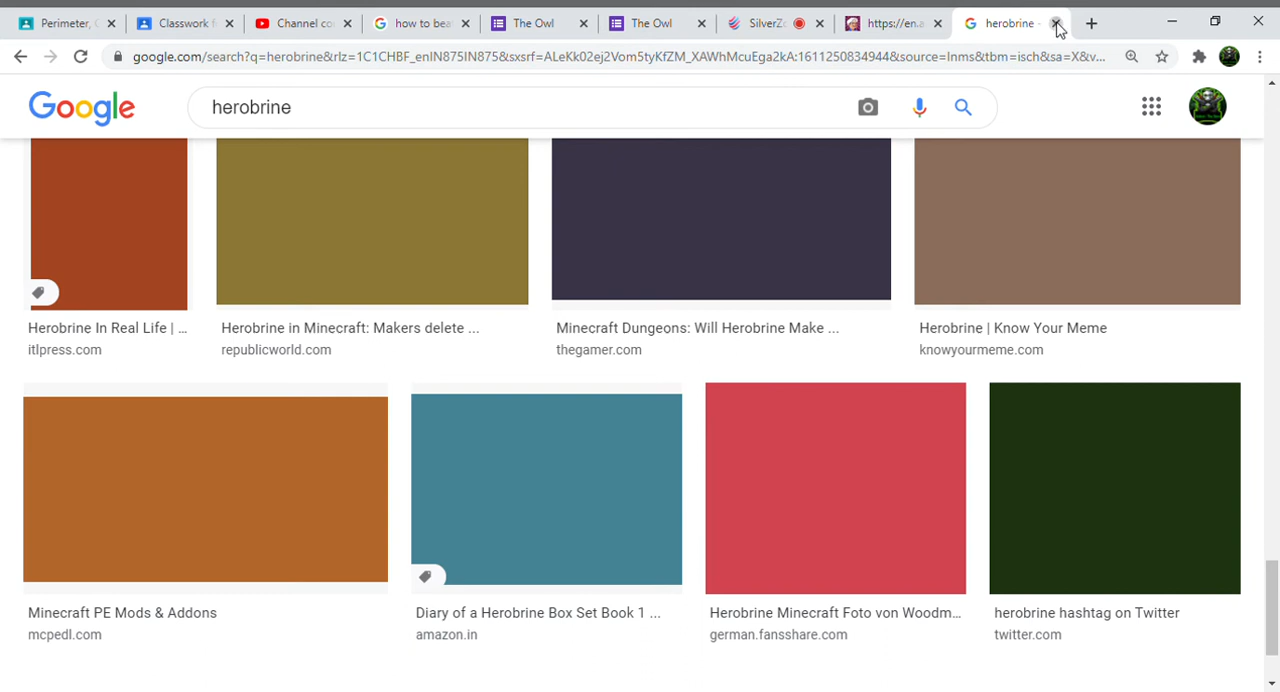 Perimeter, Classwork f Channel co how to bea The Owl The Owl SilverZ https://en. herobrine -
google.com/search?q=herobrine&rlz=1C1CHBF_enIN875IN875&sxsrf=ALeKk02ej2Vom5tyKfZM_XAWhMcuEga2kA:1611250834944&source=lnms&tbm=isch&sa=X&v...
Google herobrine
Herobrine In Real Life | ... Herobrine in Minecraft: Makers delete ... Minecraft Dungeons: Will Herobrine Make ... Herobrine | Know Your Meme
itlpress.com republicworld.com thegamer.com knowyourmeme.com
Minecraft PE Mods & Addons Diary of a Herobrine Box Set Book 1 ... Herobrine Minecraft Foto von Woodm... herobrine hashtag on Twitter
mcpedl.com amazon.in german.fansshare.com twitter.com